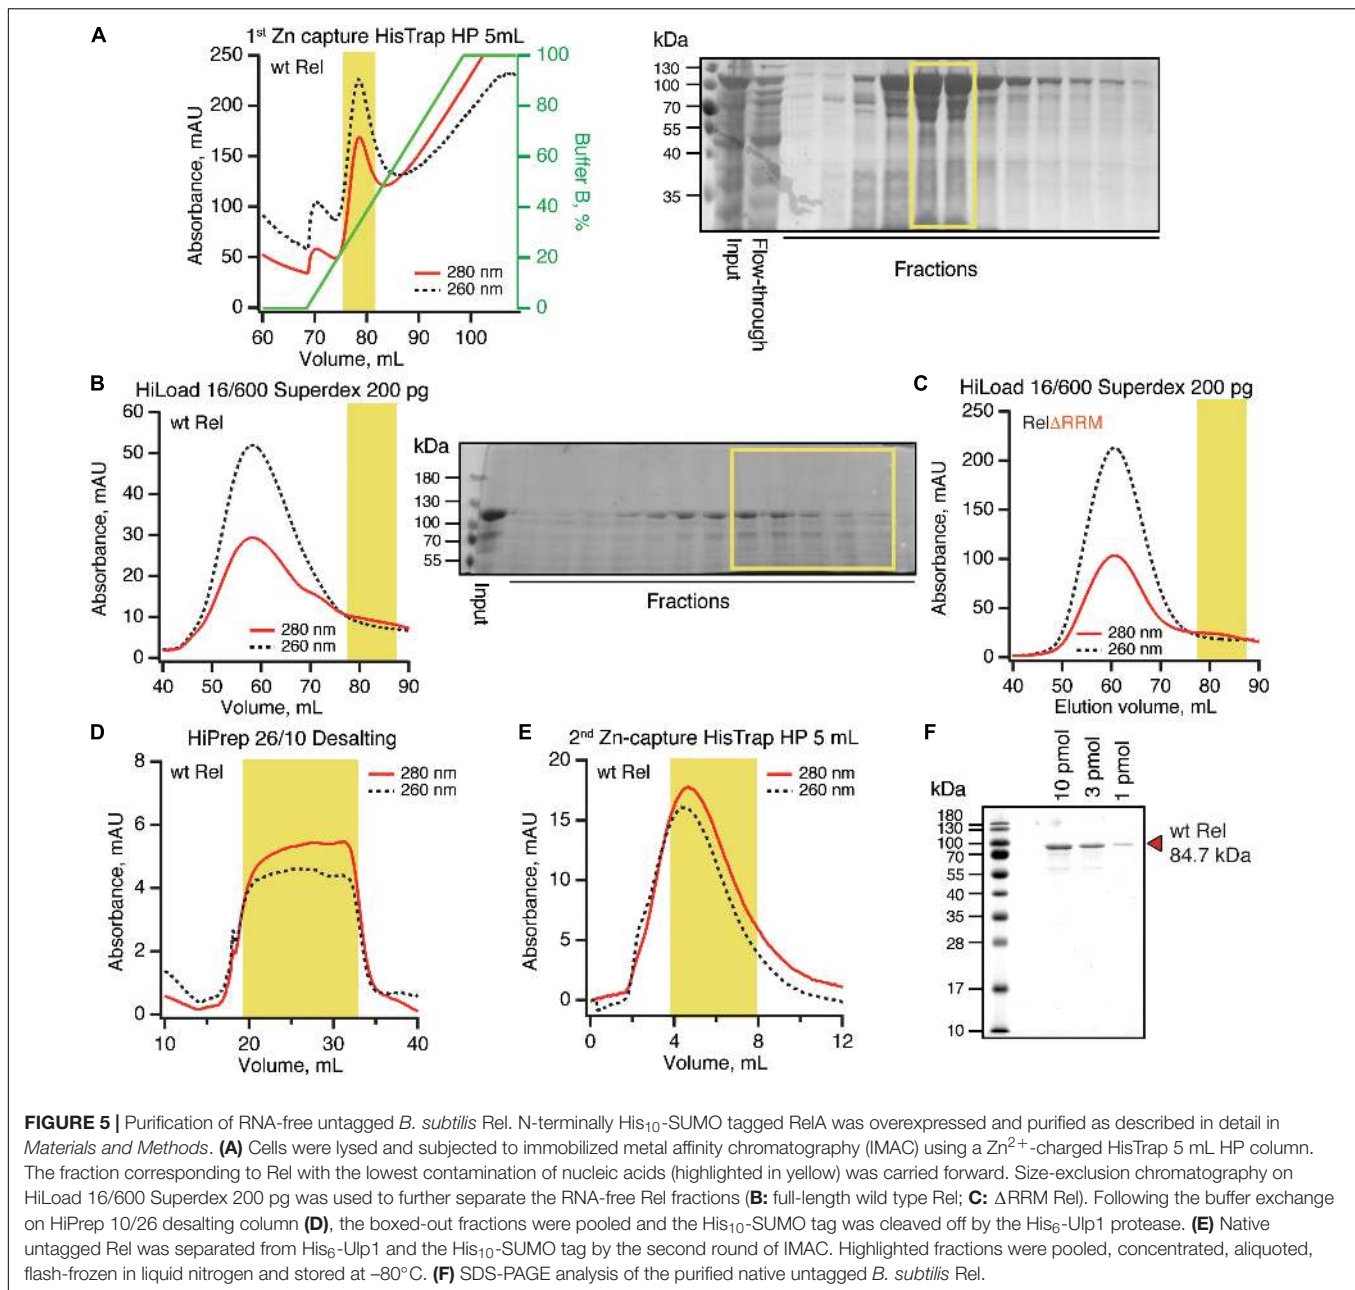 A
1st Zn capture HisTrap HP 5mL
wt Rel
Absorbance, mAU
250
200
150
100
50
0
100
80
60
40
20
0
Buffer B, %
280 nm
260 nm
60 70 80 90 100
Volume, mL
kDa
130
100
70
55
40
35
Input
Flow-through
Fractions
B
HiLoad 16/600 Superdex 200 pg
wt Rel
Absorbance, mAU
60
50
40
30
20
10
0
280 nm
260 nm
40 50 60 70 80 90
Volume, mL
kDa
180
130
100
70
55
Input
Fractions
C
HiLoad 16/600 Superdex 200 pg
RelΔRRM
Absorbance, mAU
250
200
150
100
50
0
280 nm
260 nm
40 50 60 70 80 90
Elution volume, mL
D
HiPrep 26/10 Desalting
wt Rel
280 nm
260 nm
Absorbance, mAU
8
6
4
2
0
10 20 30 40
Volume, mL
E
2nd Zn-capture HisTrap HP 5 mL
wt Rel
280 nm
260 nm
Absorbance, mAU
20
15
10
5
0
0 4 8 12
Volume, mL
F
10 pmol
3 pmol
1 pmol
kDa
180
130
100
70
55
40
35
28
17
10
wt Rel
84.7 kDa
FIGURE 5 | Purification of RNA-free untagged B. subtilis Rel. N-terminally His10-SUMO tagged RelA was overexpressed and purified as described in detail in
Materials and Methods. (A) Cells were lysed and subjected to immobilized metal affinity chromatography (IMAC) using a Zn2+-charged HisTrap 5 mL HP column.
The fraction corresponding to Rel with the lowest contamination of nucleic acids (highlighted in yellow) was carried forward. Size-exclusion chromatography on
HiLoad 16/600 Superdex 200 pg was used to further separate the RNA-free Rel fractions (B: full-length wild type Rel; C: ΔRRM Rel). Following the buffer exchange
on HiPrep 10/26 desalting column (D), the boxed-out fractions were pooled and the His10-SUMO tag was cleaved off by the His6-Ulp1 protease. (E) Native
untagged Rel was separated from His6-Ulp1 and the His10-SUMO tag by the second round of IMAC. Highlighted fractions were pooled, concentrated, aliquoted,
flash-frozen in liquid nitrogen and stored at –80°C. (F) SDS-PAGE analysis of the purified native untagged B. subtilis Rel.